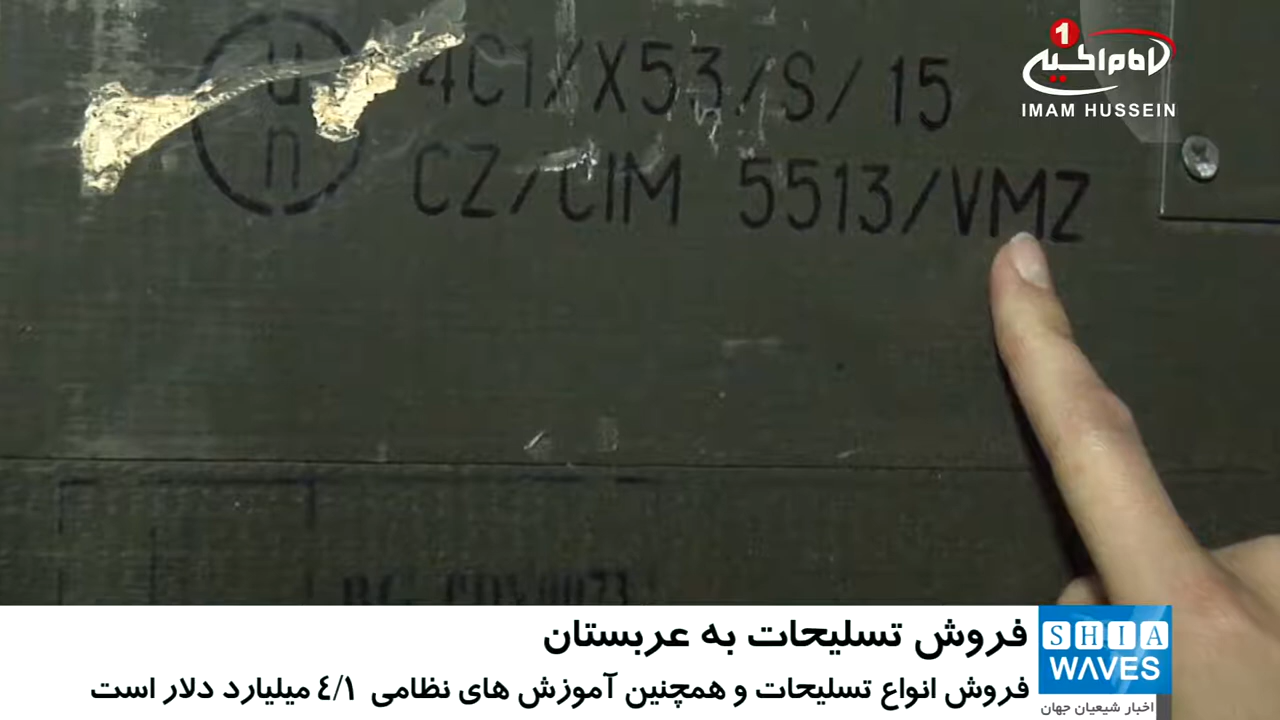 u
n
4C1/X53/S/15
CZ/CIM 5513/VMZ
1
امام حسین
IMAM HUSSEIN
فروش تسلیحات به عربستان
فروش انواع تسلیحات و همچنین آموزش های نظامی ٤/١ میلیارد دلار است
SHIA
WAVES
اخبار شیعیان جهان